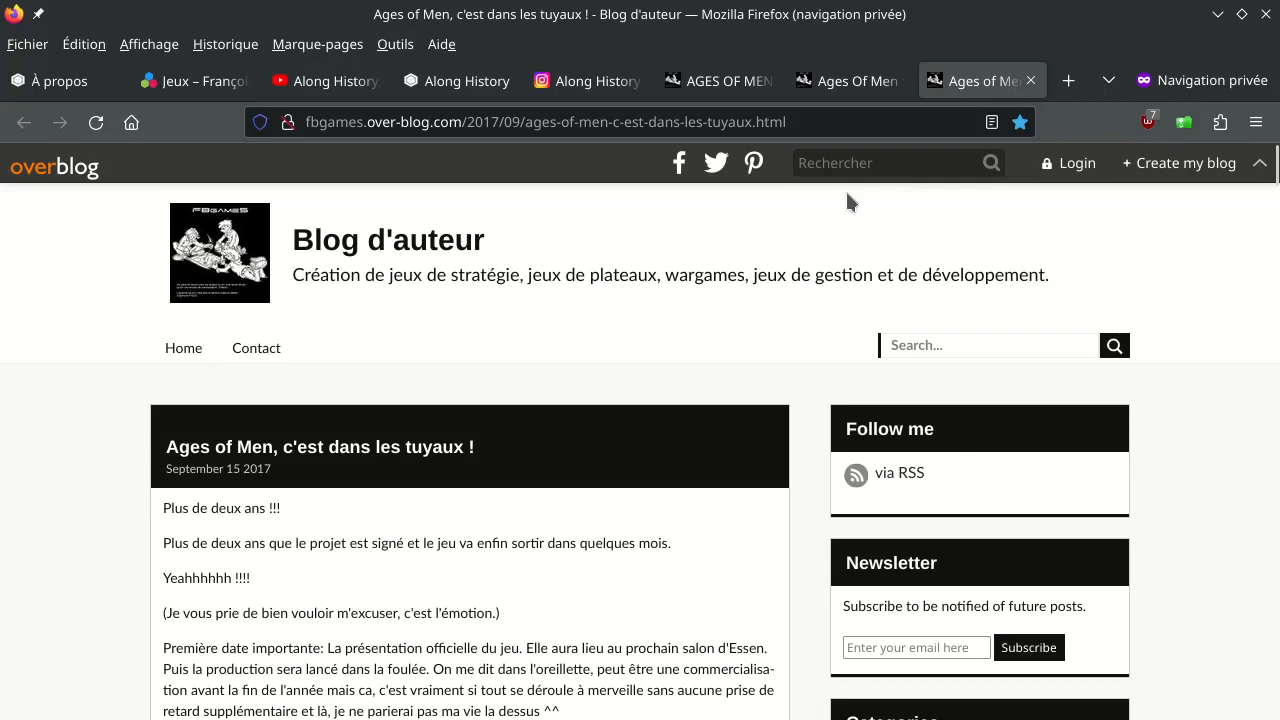 Ages of Men, c'est dans les tuyaux ! - Blog d'auteur — Mozilla Firefox (navigation privée)
Fichier Édition Affichage Historique Marque-pages Outils Aide
À propos Jeux – Françoi Along History Along History Along History AGES OF MEN Ages Of Men : Ages of Me Navigation privée
fbgames.over-blog.com/2017/09/ages-of-men-c-est-dans-les-tuyaux.html 7
overblog Rechercher Login + Create my blog
FBGAMES
Blog d'auteur
Création de jeux de stratégie, jeux de plateaux, wargames, jeux de gestion et de développement.
Home Contact Search...
Ages of Men, c'est dans les tuyaux !
September 15 2017
Plus de deux ans !!!
Plus de deux ans que le projet est signé et le jeu va enfin sortir dans quelques mois.
Yeahhhhhh !!!!
(Je vous prie de bien vouloir m'excuser, c'est l'émotion.)
Première date importante: La présentation officielle du jeu. Elle aura lieu au prochain salon d'Essen.
Puis la production sera lancé dans la foulée. On me dit dans l'oreillette, peut être une commercialisa-
tion avant la fin de l'année mais ca, c'est vraiment si tout se déroule à merveille sans aucune prise de
retard supplémentaire et là, je ne parierai pas ma vie la dessus ^^
Follow me
via RSS
Newsletter
Subscribe to be notified of future posts.
Enter your email here Subscribe
Categories